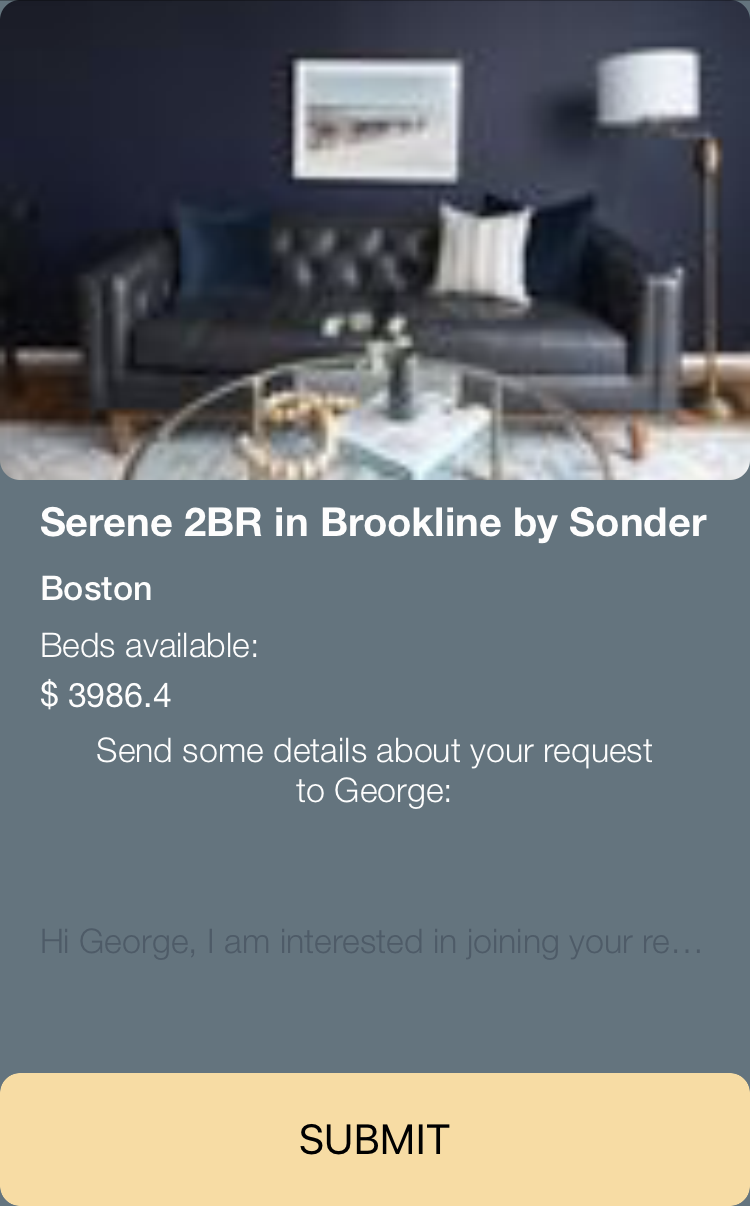 Serene 2BR in Brookline by Sonder
Boston
Beds available:
$ 3986.4
Send some details about your request
to George:
Hi George, I am interested in joining your re…
SUBMIT